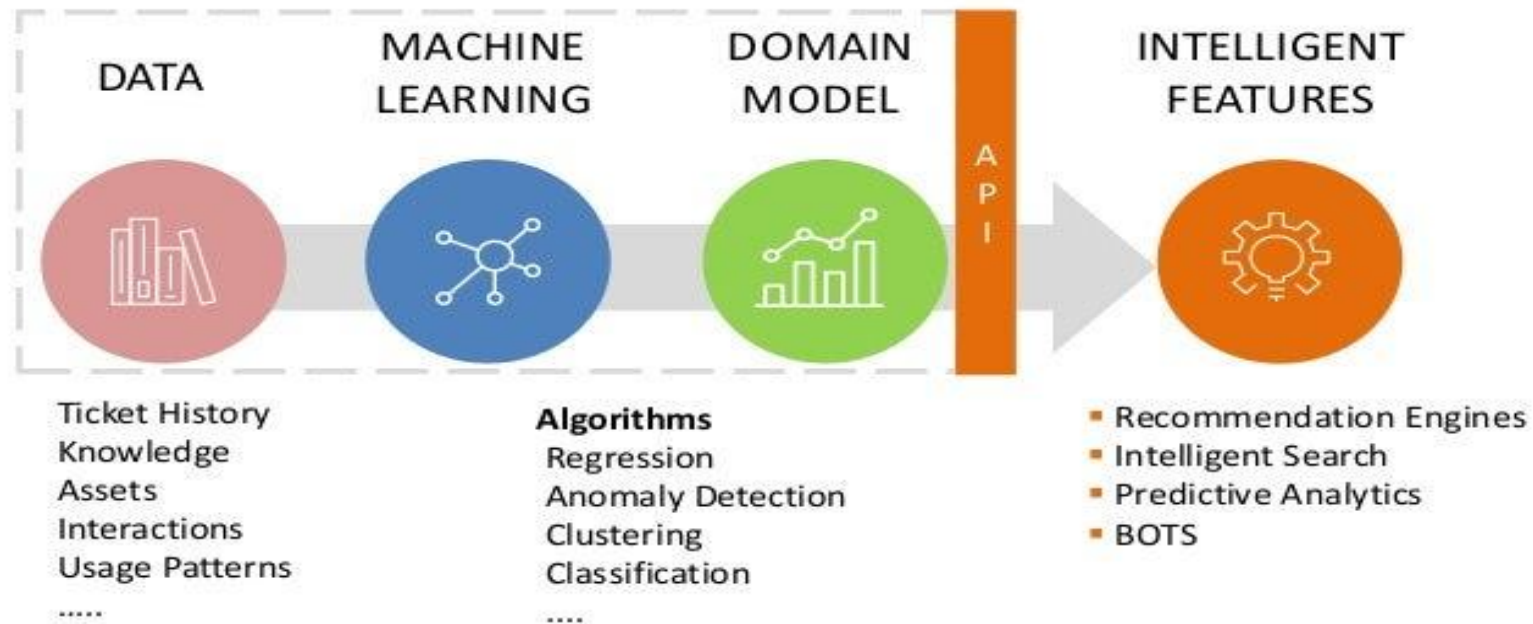 DATA
MACHINE
LEARNING
DOMAIN
MODEL
API
INTELLIGENT
FEATURES
Ticket History
Knowledge
Assets
Interactions
Usage Patterns
.....
Algorithms
Regression
Anomaly Detection
Clustering
Classification
....
▪ Recommendation Engines
▪ Intelligent Search
▪ Predictive Analytics
▪ BOTS